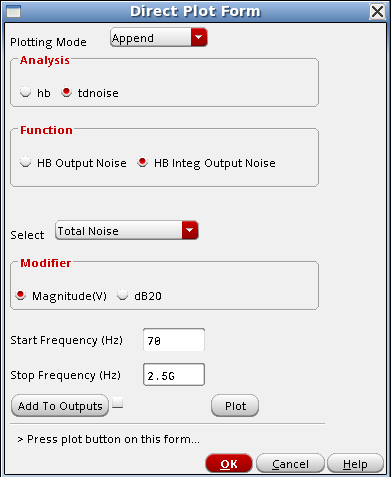 Direct Plot Form
Plotting Mode Append
Analysis
hb tdnoise
Function
HB Output Noise HB Integ Output Noise
Select Total Noise
Modifier
Magnitude(V) dB20
Start Frequency (Hz) 70
Stop Frequency (Hz) 2.5G
Add To Outputs Plot
> Press plot button on this form...
OK Cancel Help